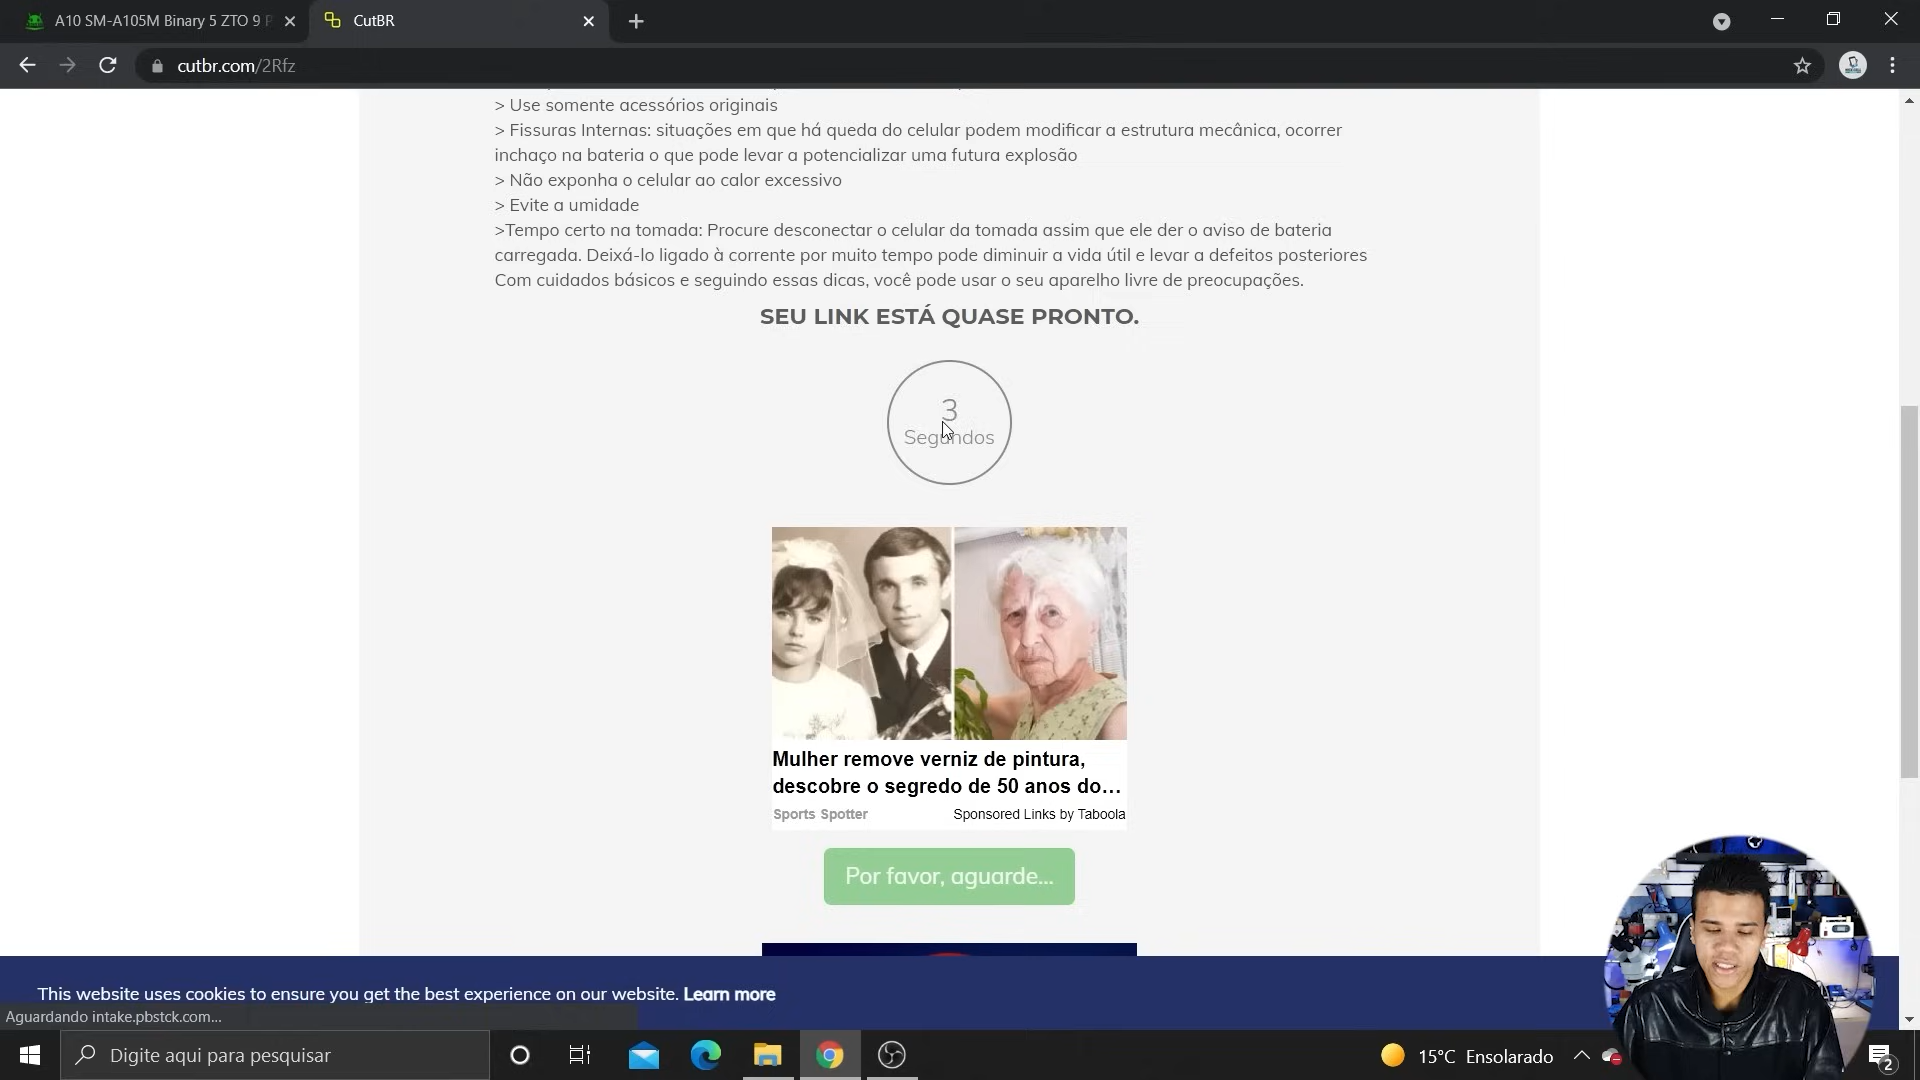 A10 SM-A105M Binary 5 ZTO 9
CutBR
cutbr.com/2Rfz
> Use somente acessórios originais
> Fissuras Internas: situações em que há queda do celular podem modificar a estrutura mecânica, ocorrer
inchaço na bateria o que pode levar a potencializar uma futura explosão
> Não exponha o celular ao calor excessivo
> Evite a umidade
>Tempo certo na tomada: Procure desconectar o celular da tomada assim que ele der o aviso de bateria
carregada. Deixá-lo ligado à corrente por muito tempo pode diminuir a vida útil e levar a defeitos posteriores
Com cuidados básicos e seguindo essas dicas, você pode usar o seu aparelho livre de preocupações.
SEU LINK ESTÁ QUASE PRONTO.
3
Segundos
Mulher remove verniz de pintura,
descobre o segredo de 50 anos do...
Sports Spotter
Sponsored Links by Taboola
Por favor, aguarde...
This website uses cookies to ensure you get the best experience on our website. Learn more
Aguardando intake.pbstck.com...
Digite aqui para pesquisar
15°C Ensolarado
2